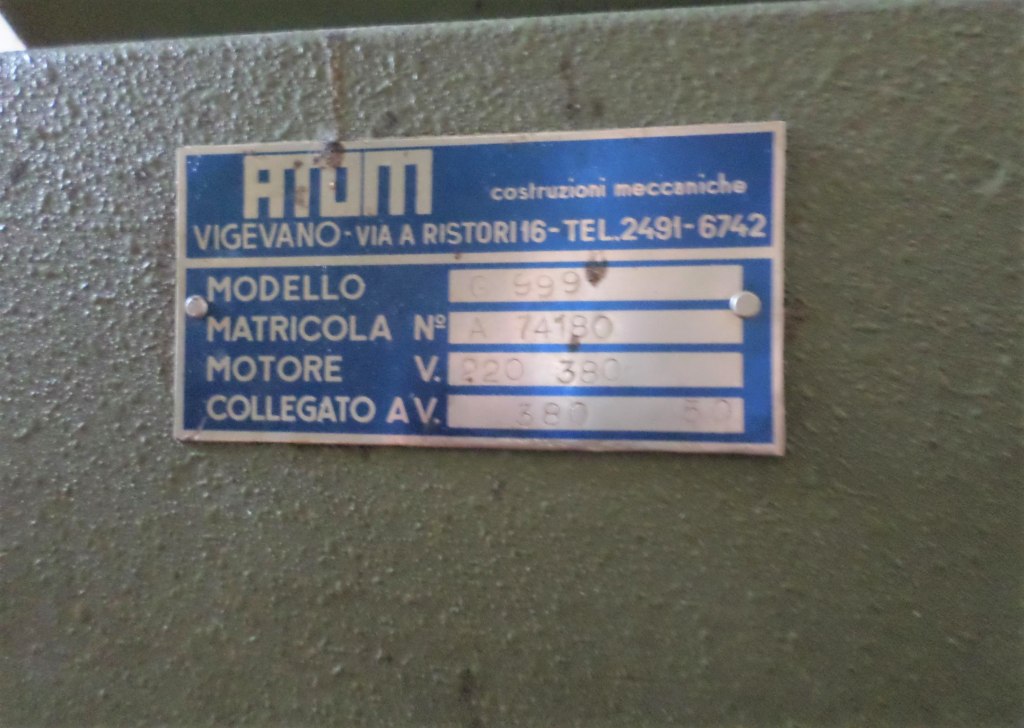 ATOM costruzioni meccaniche
VIGEVANO - VIA A RISTORI 16 - TEL. 2491-6742
MODELLO G 999
MATRICOLA Nº A 74180
MOTORE V. 220 380
COLLEGATO A V. 380 50